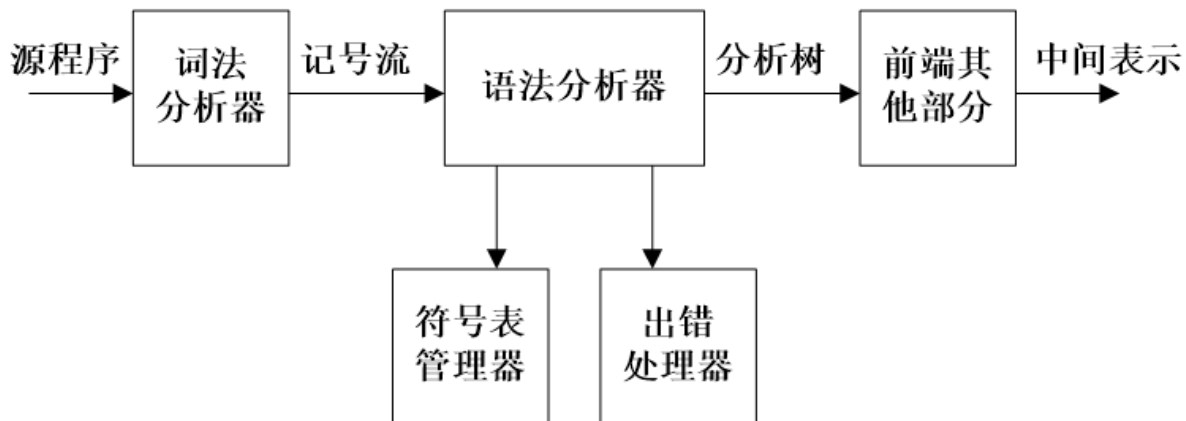 源程序
词法
分析器
记号流
语法分析器
分析树
前端其
他部分
中间表示
符号表
管理器
出错
处理器